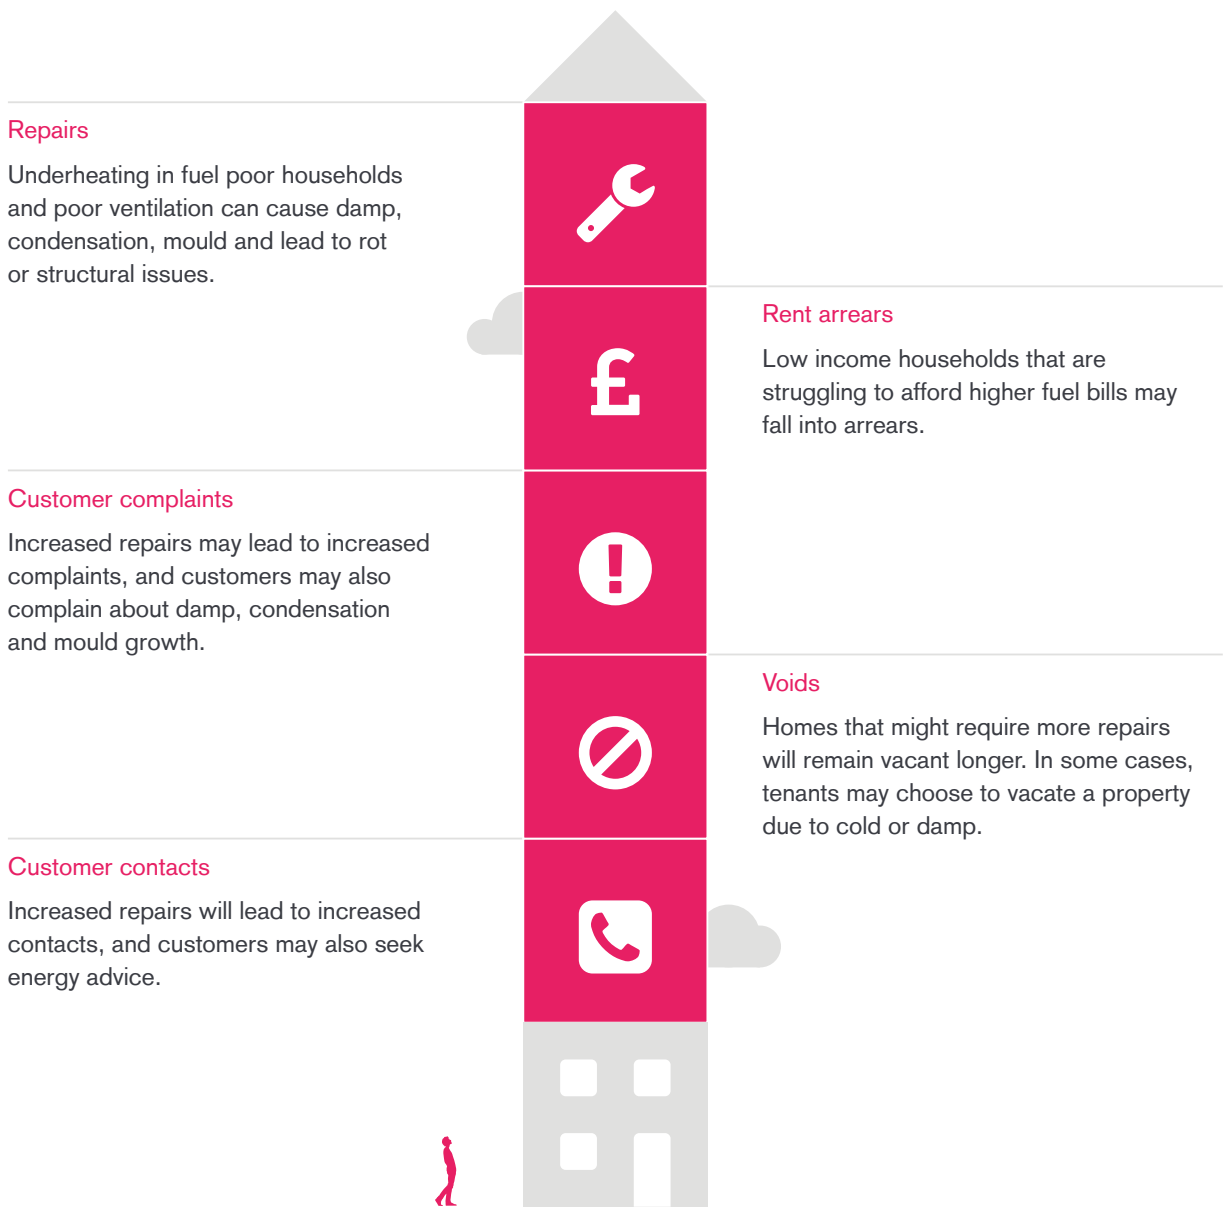 Repairs
Underheating in fuel poor households
and poor ventilation can cause damp,
condensation, mould and lead to rot
or structural issues.
£
Rent arrears
Low income households that are
struggling to afford higher fuel bills may
fall into arrears.
Customer complaints
Increased repairs may lead to increased
complaints, and customers may also
complain about damp, condensation
and mould growth.
!
Voids
Homes that might require more repairs
will remain vacant longer. In some cases,
tenants may choose to vacate a property
due to cold or damp.
Customer contacts
Increased repairs will lead to increased
contacts, and customers may also seek
energy advice.